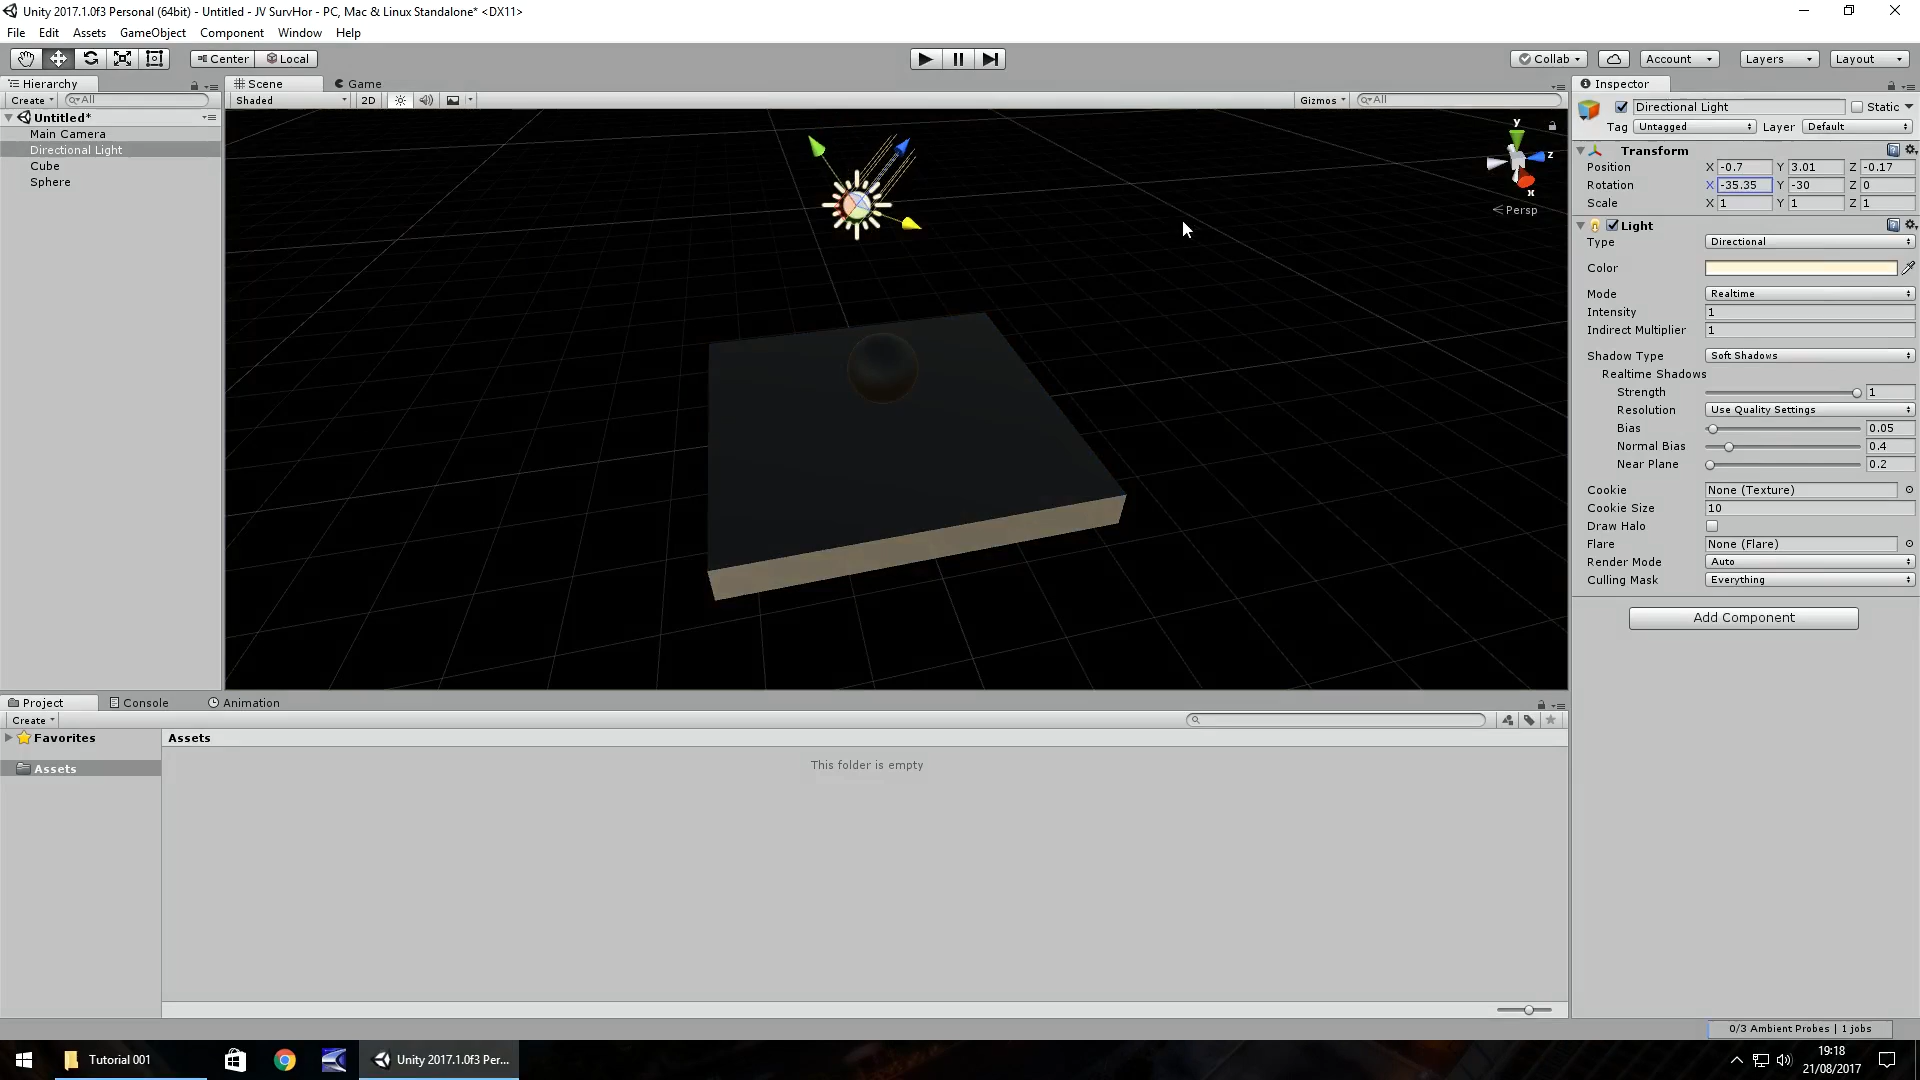 Unity 2017.1.0f3 Personal (64bit) - Untitled - JV SurvHor - PC, Mac & Linux Standalone* <DX11>
File Edit Assets GameObject Component Window Help
Center Local Collab Account Layers Layout
Hierarchy Scene Game Inspector
Create All Shaded 2D Gizmos All Directional Light Static
Untitled* Tag Untagged Layer Default
Main Camera
Directional Light Transform
Cube Position X -0.7 Y 3.01 Z -0.17
Sphere Rotation X -35.35 Y -30 Z 0
Scale X 1 Y 1 Z 1
y z x
Persp
Light
Type Directional
Color
Mode Realtime
Intensity 1
Indirect Multiplier 1
Shadow Type Soft Shadows
Realtime Shadows
Strength 1
Resolution Use Quality Settings
Bias 0.05
Normal Bias 0.4
Near Plane 0.2
Cookie None (Texture)
Cookie Size 10
Draw Halo
Flare None (Flare)
Render Mode Auto
Culling Mask Everything
Add Component
Project Console Animation
Create
Favorites Assets
Assets This folder is empty
0/3 Ambient Probes | 1 jobs
Tutorial 001 Unity 2017.1.0f3 Per...
19:18
21/08/2017